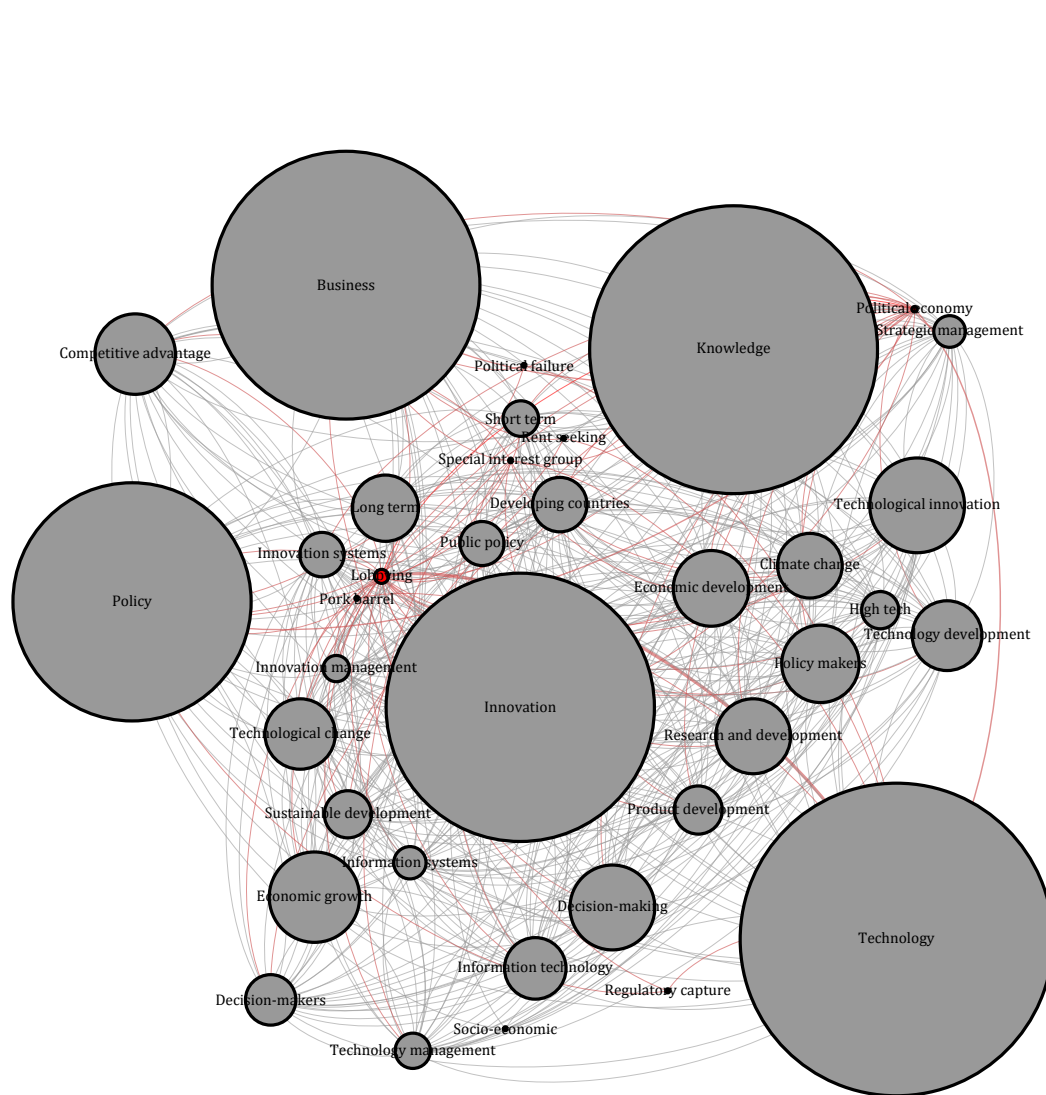 Business
Political economy
Strategic management
Knowledge
Competitive advantage
Political failure
Short term
Rent seeking
Special interest group
Long term
Developing countries
Technological innovation
Public policy
Innovation systems
Climate change
Lobbying
Economic development
Pork barrel
Policy
High tech
Technology development
Innovation management
Policy makers
Innovation
Technological change
Research and development
Sustainable development
Product development
Information systems
Economic growth
Decision-making
Technology
Information technology
Regulatory capture
Decision-makers
Socio-economic
Technology management